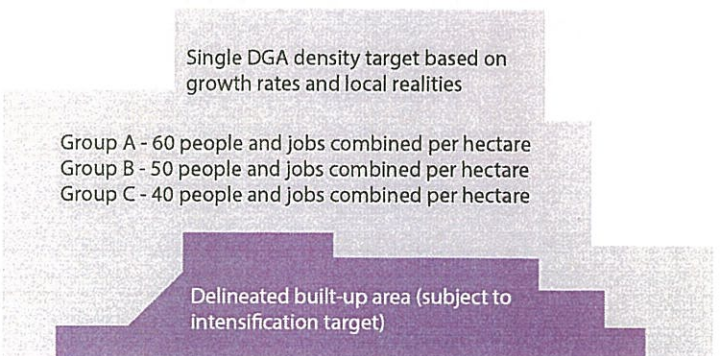 Single DGA density target based on
growth rates and local realities
Group A - 60 people and jobs combined per hectare
Group B - 50 people and jobs combined per hectare
Group C - 40 people and jobs combined per hectare
Delineated built-up area (subject to
intensification target)